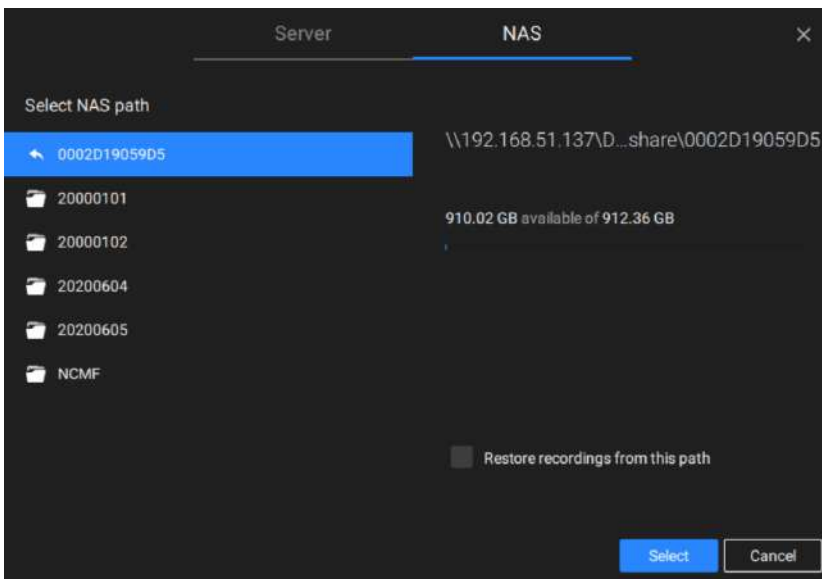 Server
NAS
Select NAS path
0002D19059D5
20000101
20000102
20200604
20200605
NCMF
\\192.168.51.137\D...share\0002D19059D5
910.02 GB available of 912.36 GB
Restore recordings from this path
Select
Cancel